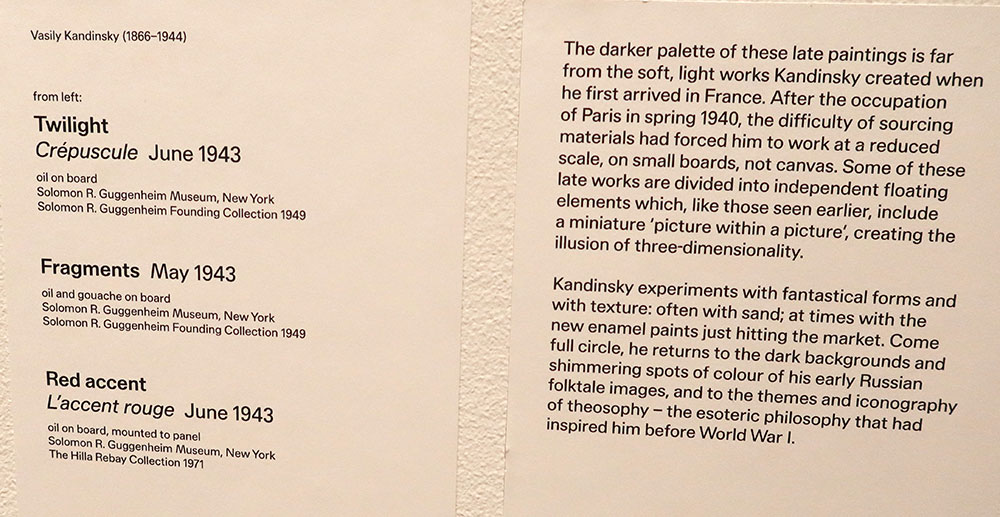 Vasily Kandinsky (1866–1944)
from left:
Twilight
Crépuscule June 1943
oil on board
Solomon R. Guggenheim Museum, New York
Solomon R. Guggenheim Founding Collection 1949
Fragments May 1943
oil and gouache on board
Solomon R. Guggenheim Museum, New York
Solomon R. Guggenheim Founding Collection 1949
Red accent
L’accent rouge June 1943
oil on board, mounted to panel
Solomon R. Guggenheim Museum, New York
The Hilla Rebay Collection 1971
The darker palette of these late paintings is far
from the soft, light works Kandinsky created when
he first arrived in France. After the occupation
of Paris in spring 1940, the difficulty of sourcing
materials had forced him to work at a reduced
scale, on small boards, not canvas. Some of these
late works are divided into independent floating
elements which, like those seen earlier, include
a miniature ‘picture within a picture’, creating the
illusion of three-dimensionality.
Kandinsky experiments with fantastical forms and
with texture: often with sand; at times with the
new enamel paints just hitting the market. Come
full circle, he returns to the dark backgrounds and
shimmering spots of colour of his early Russian
folktale images, and to the themes and iconography
of theosophy – the esoteric philosophy that had
inspired him before World War I.